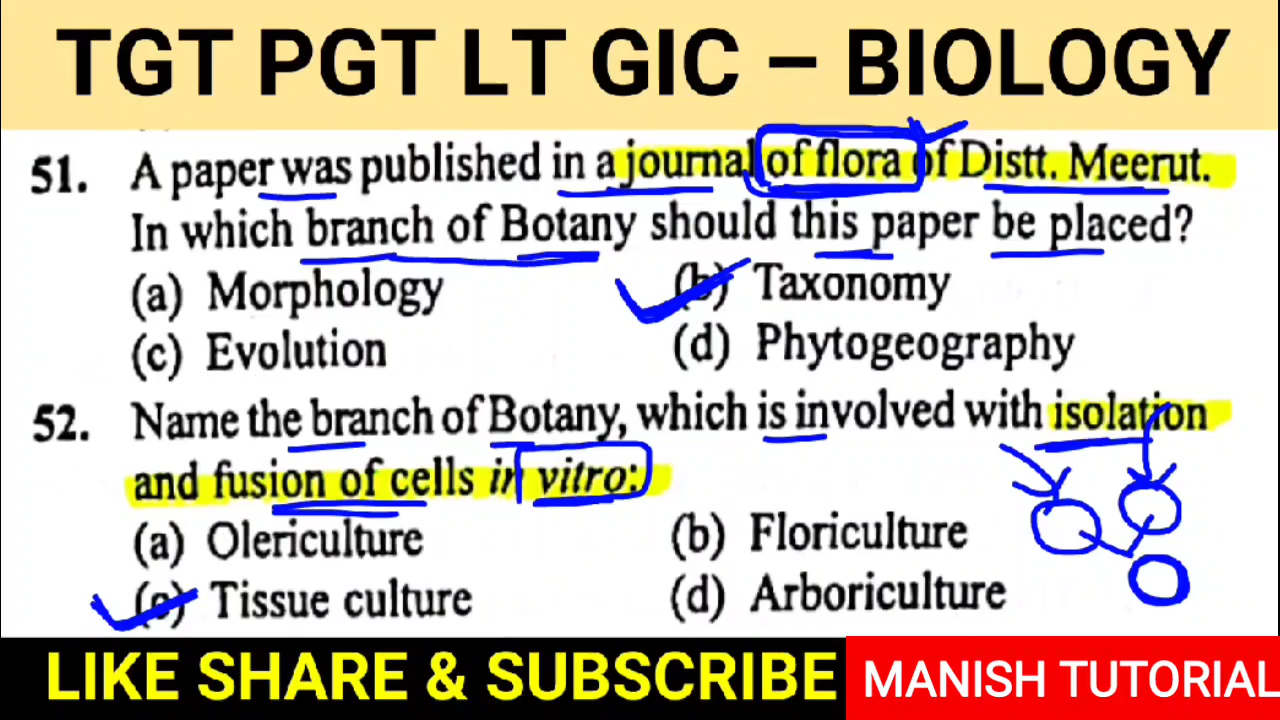 TGT PGT LT GIC – BIOLOGY
51. A paper was published in a journal of flora of Distt. Meerut.
In which branch of Botany should this paper be placed?
(a) Morphology (b) Taxonomy
(c) Evolution (d) Phytogeography
52. Name the branch of Botany, which is involved with isolation
and fusion of cells in vitro:
(a) Olericulture (b) Floriculture
(c) Tissue culture (d) Arboriculture
LIKE SHARE & SUBSCRIBE MANISH TUTORIAL